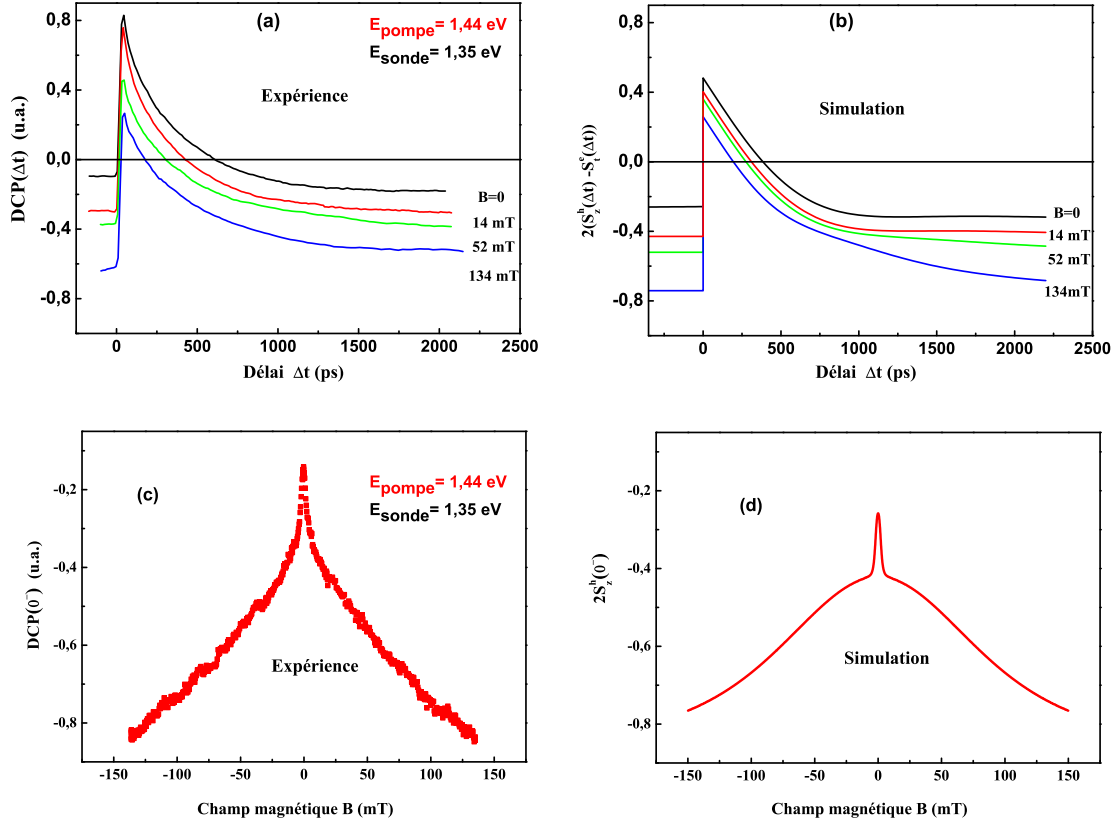 (a)
E_pompe= 1,44 eV
E_sonde= 1,35 eV
Expérience
DCP(Δt) (u.a.)
0,8
0,4
0,0
-0,4
-0,8
B=0
14 mT
52 mT
134 mT
0 500 1000 1500 2000 2500
Délai Δt (ps)
(b)
Simulation
2(S_z^h(Δt) -S_t^e(Δt))
0,8
0,4
0,0
-0,4
-0,8
B=0
14 mT
52 mT
134mT
0 500 1000 1500 2000 2500
Délai Δt (ps)
(c)
E_pompe= 1,44 eV
E_sonde= 1,35 eV
Expérience
DCP(0⁻) (u.a.)
-0,2
-0,4
-0,6
-0,8
-150 -100 -50 0 50 100 150
Champ magnétique B (mT)
(d)
Simulation
2S_z^h(0⁻)
-0,2
-0,4
-0,6
-0,8
-150 -100 -50 0 50 100 150
Champ magnétique B (mT)